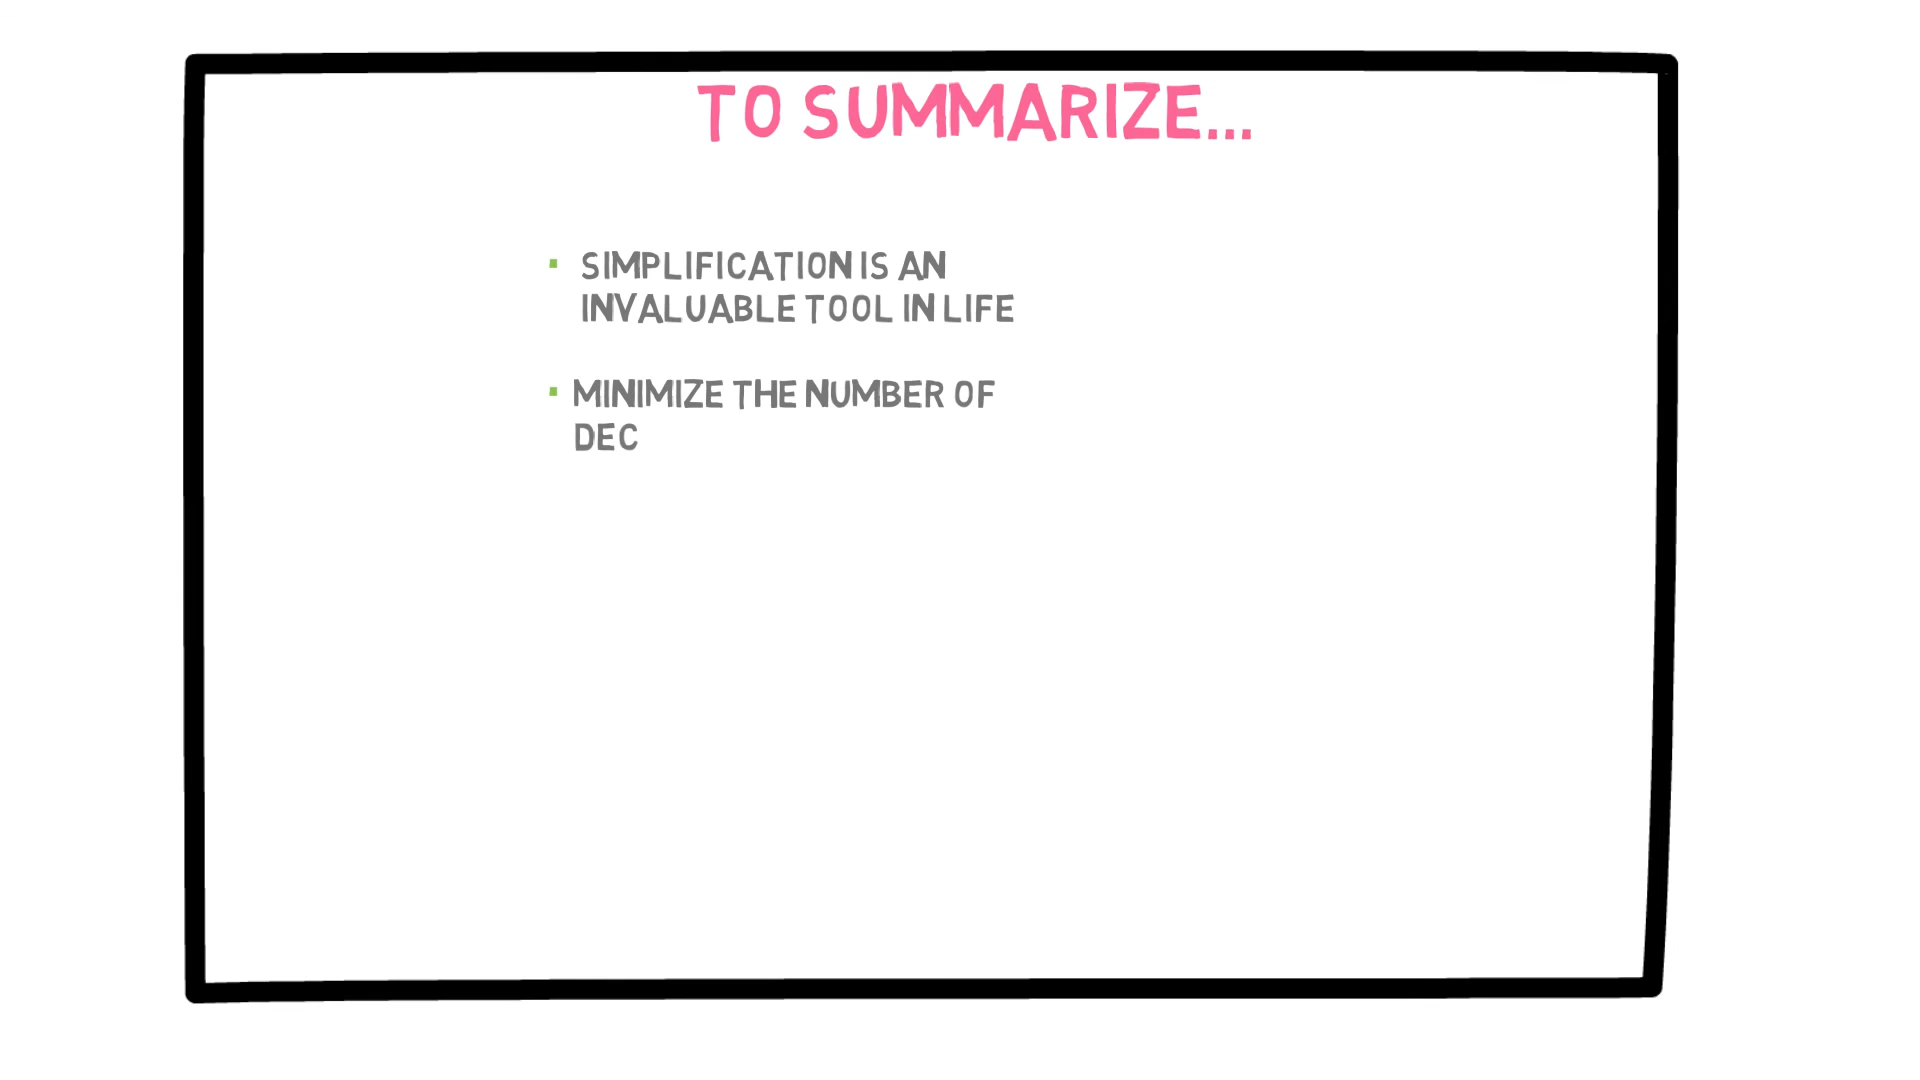 TO SUMMARIZE...
▪ SIMPLIFICATION IS AN
INVALUABLE TOOL IN LIFE
▪ MINIMIZE THE NUMBER OF
DEC